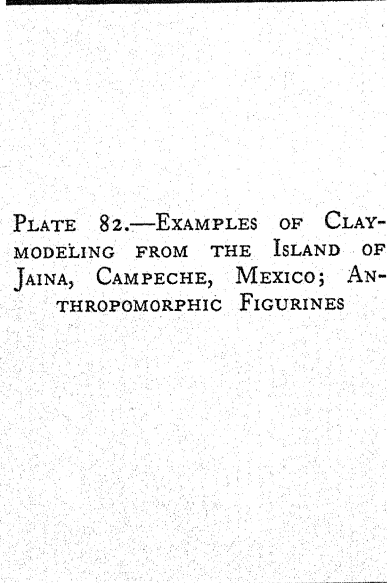 PLATE 82.—EXAMPLES OF CLAY-
MODELING FROM THE ISLAND OF
JAINA, CAMPECHE, MEXICO; AN-
THROPOMORPHIC FIGURINES